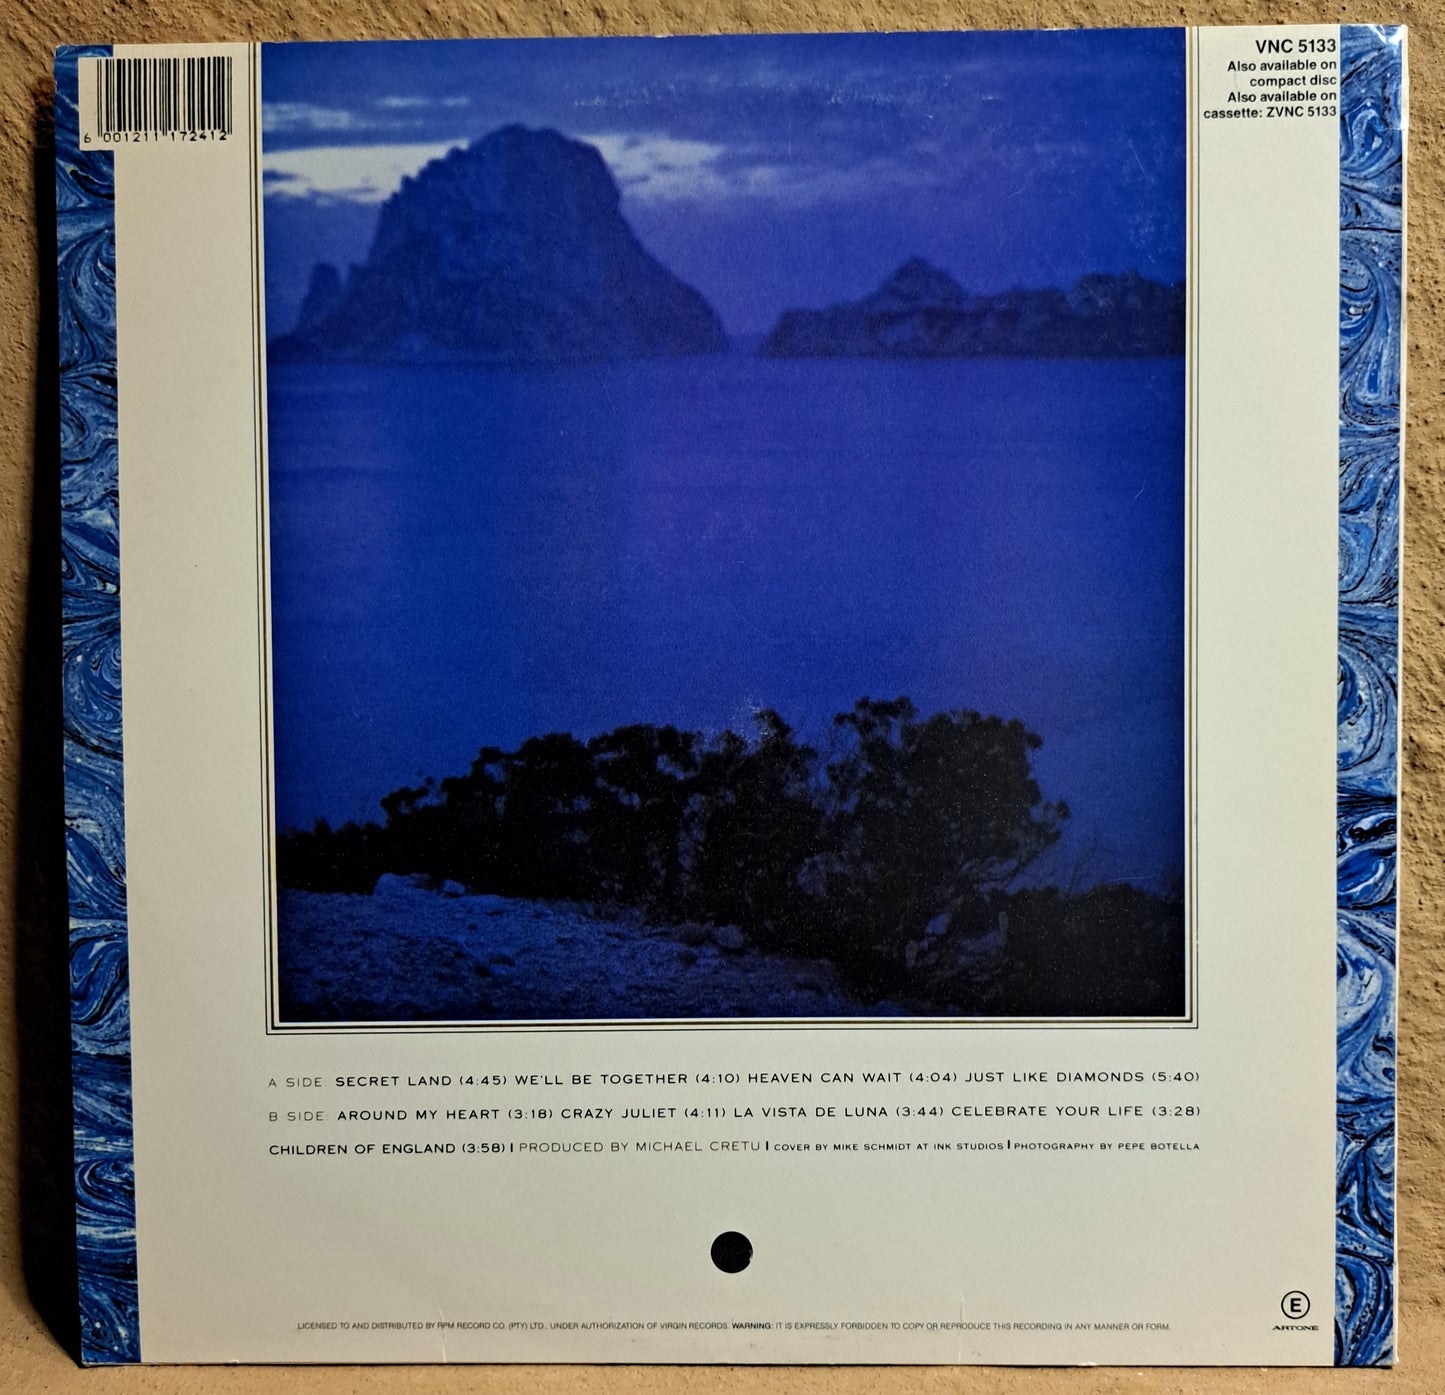 6 001211 172412
VNC 5133
Also available on
compact disc
Also available on
cassette: ZVNC 5133
A SIDE: SECRET LAND (4:45) WE'LL BE TOGETHER (4:10) HEAVEN CAN WAIT (4:04) JUST LIKE DIAMONDS (5:40)
B SIDE: AROUND MY HEART (3:18) CRAZY JULIET (4:11) LA VISTA DE LUNA (3:44) CELEBRATE YOUR LIFE (3:28)
CHILDREN OF ENGLAND (3:58) | PRODUCED BY MICHAEL CRETU | COVER BY MIKE SCHMIDT AT INK STUDIOS | PHOTOGRAPHY BY PEPE BOTELLA
E
ARTONE
LICENSED TO AND DISTRIBUTED BY RPM RECORD CO. (PTY) LTD., UNDER AUTHORIZATION OF VIRGIN RECORDS. WARNING: IT IS EXPRESSLY FORBIDDEN TO COPY OR REPRODUCE THIS RECORDING IN ANY MANNER OR FORM.